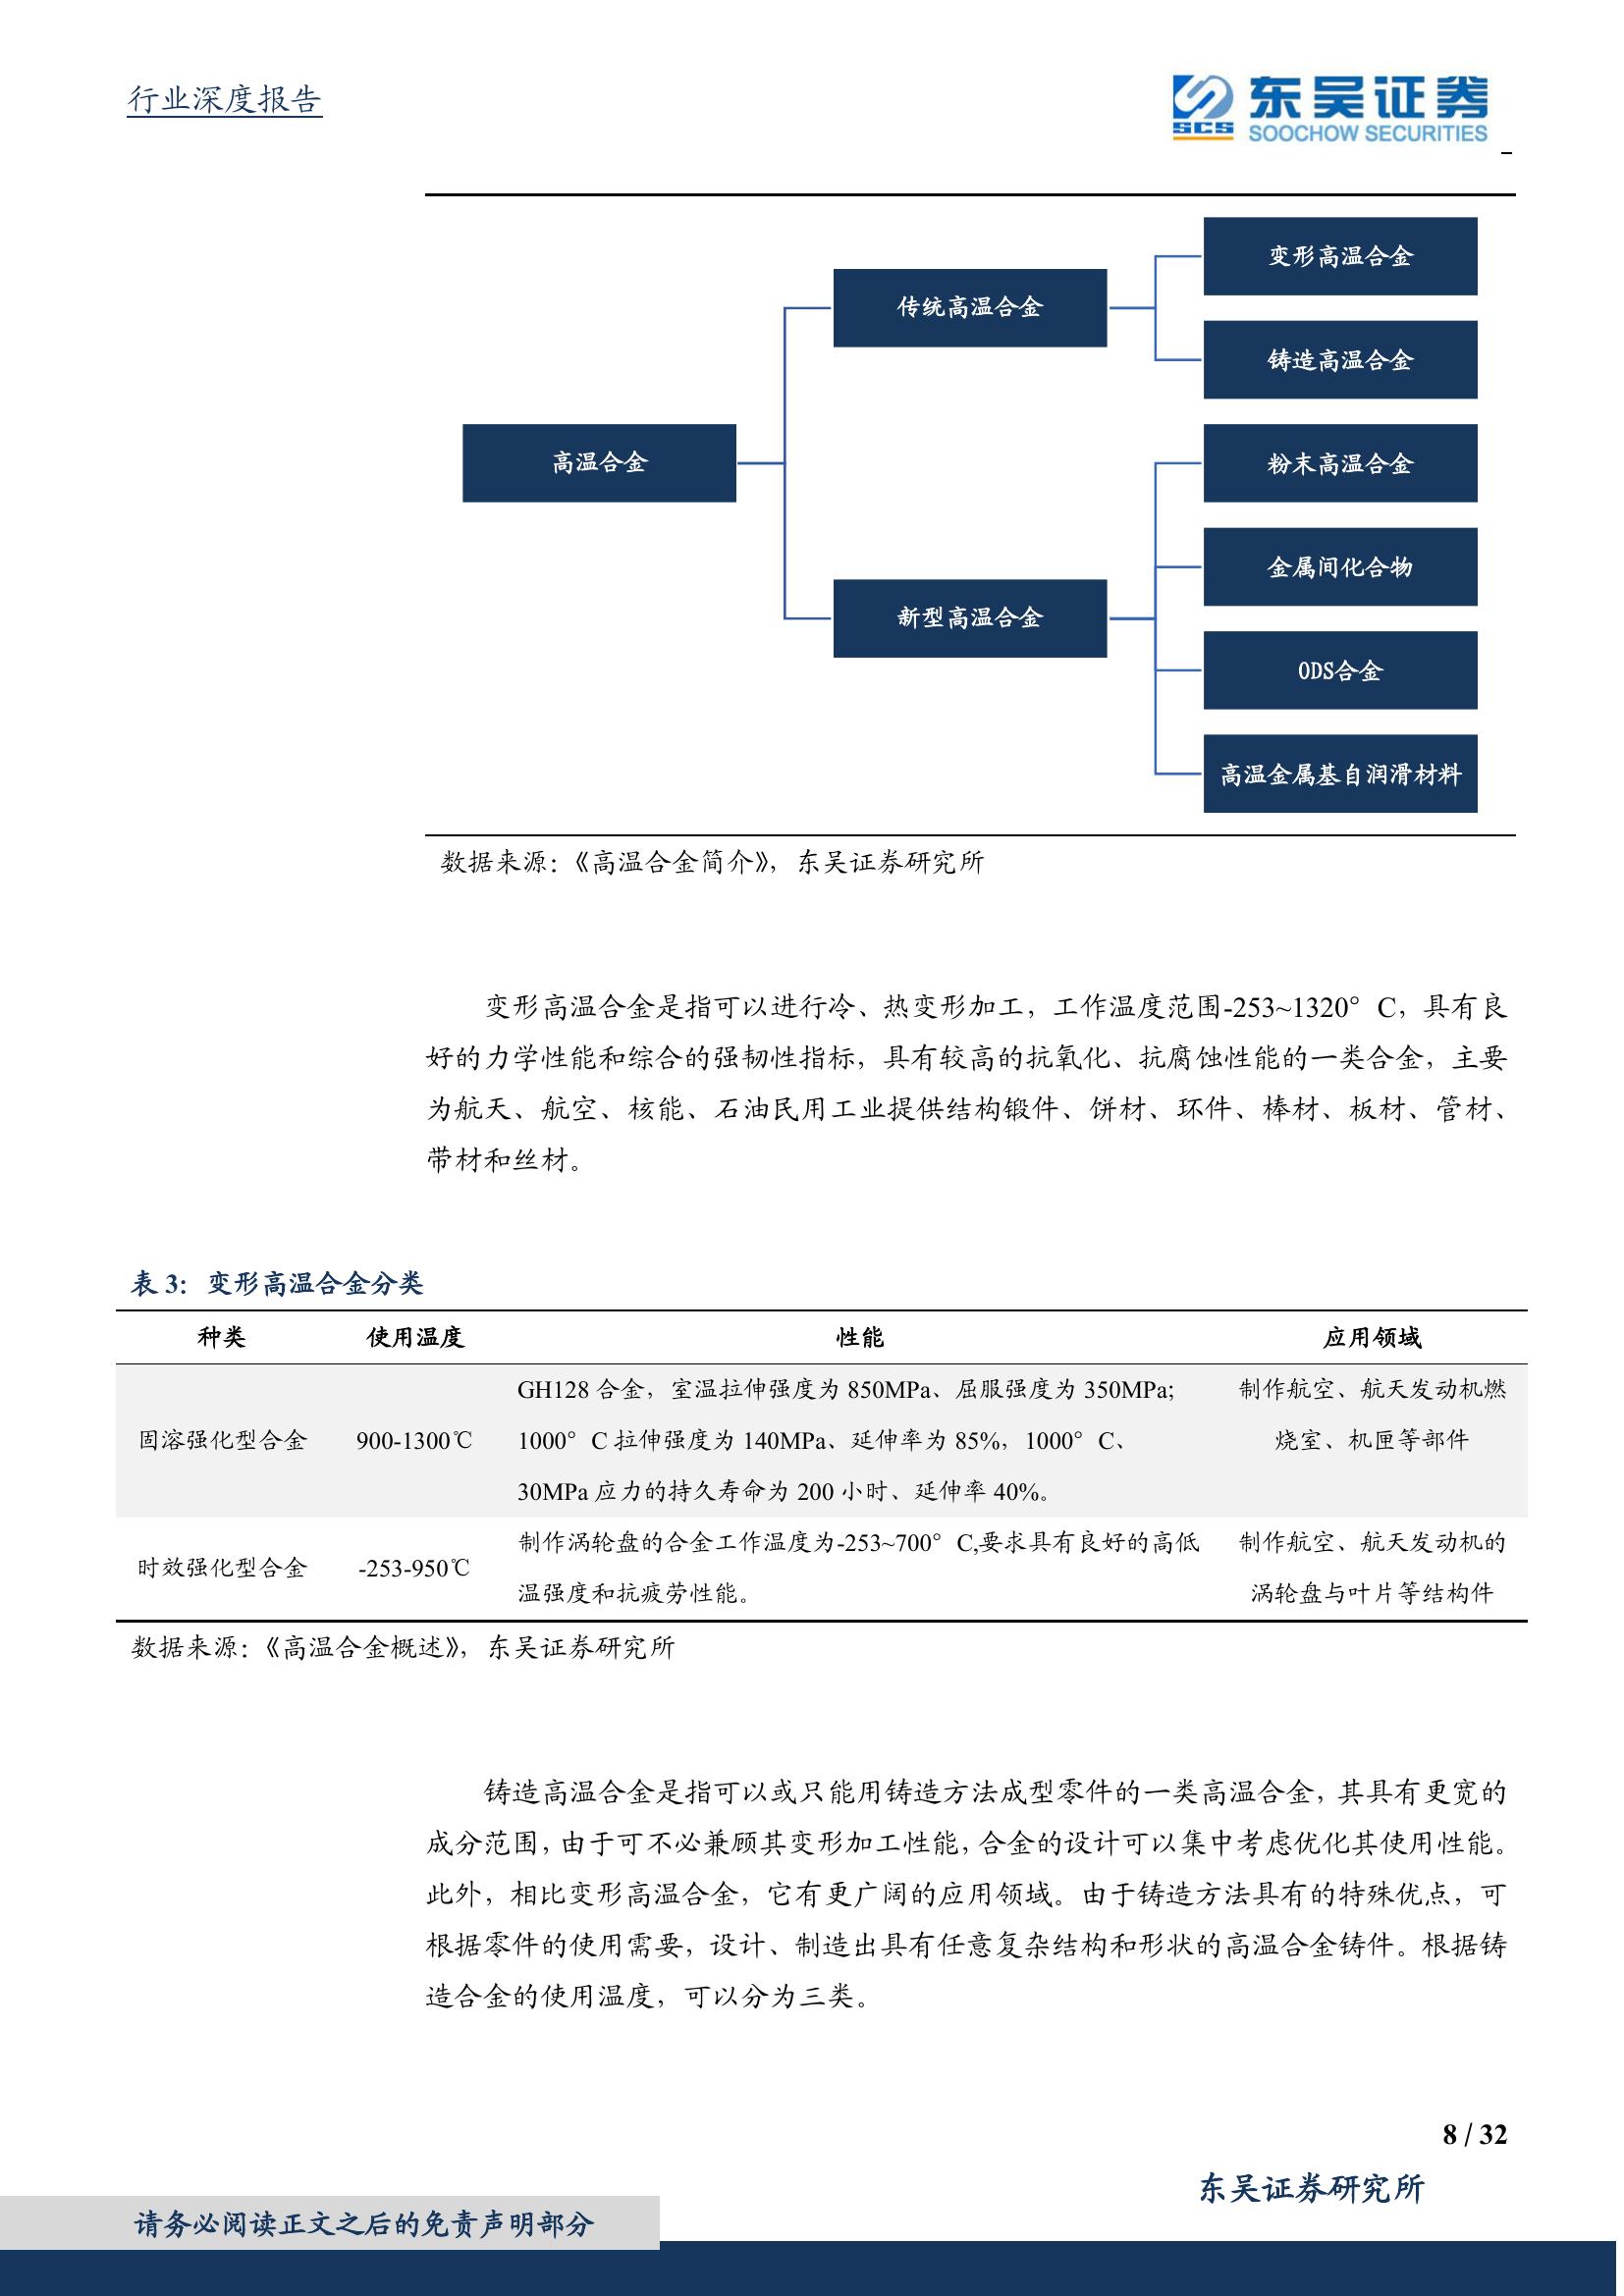 行业深度报告
SCS
东吴证券
SOOCHOW SECURITIES
变形高温合金
传统高温合金
铸造高温合金
高温合金
粉末高温合金
金属间化合物
新型高温合金
ODS合金
高温金属基自润滑材料
数据来源：《高温合金简介》，东吴证券研究所
变形高温合金是指可以进行冷、热变形加工，工作温度范围-253~1320°C，具有良
好的力学性能和综合的强韧性指标，具有较高的抗氧化、抗腐蚀性能的一类合金，主要
为航天、航空、核能、石油民用工业提供结构锻件、饼材、环件、棒材、板材、管材、
带材和丝材。
表 3：变形高温合金分类
种类 使用温度 性能 应用领域
GH128 合金，室温拉伸强度为 850MPa、屈服强度为 350MPa; 制作航空、航天发动机燃
固溶强化型合金 900-1300℃ 1000°C 拉伸强度为 140MPa、延伸率为 85%，1000°C、 烧室、机匣等部件
30MPa 应力的持久寿命为 200 小时、延伸率 40%。
制作涡轮盘的合金工作温度为-253~700°C,要求具有良好的高低 制作航空、航天发动机的
时效强化型合金 -253-950℃
温强度和抗疲劳性能。 涡轮盘与叶片等结构件
数据来源：《高温合金概述》，东吴证券研究所
铸造高温合金是指可以或只能用铸造方法成型零件的一类高温合金，其具有更宽的
成分范围，由于可不必兼顾其变形加工性能，合金的设计可以集中考虑优化其使用性能。
此外，相比变形高温合金，它有更广阔的应用领域。由于铸造方法具有的特殊优点，可
根据零件的使用需要，设计、制造出具有任意复杂结构和形状的高温合金铸件。根据铸
造合金的使用温度，可以分为三类。
8 / 32
东吴证券研究所
请务必阅读正文之后的免责声明部分